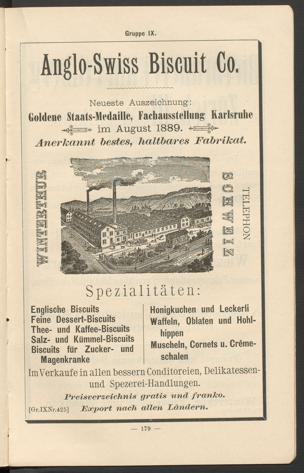 Gruppe IX.
Anglo-Swiss Biscuit Co.
Neueste Auszeichnung:
Goldene Staats-Medaille, Fachausstellung Karlsruhe
im August 1889.
Anerkannt bestes, haltbares Fabrikat.
WINTERTHUR
SCHWEIZ
TELEPHON
Spezialitäten:
Englische Biscuits
Feine Dessert-Biscuits
Thee- und Kaffee-Biscuits
Salz- und Kümmel-Biscuits
Biscuits für Zucker- und
Magenkranke
Honigkuchen und Leckerli
Waffeln, Oblaten und Hohl-
hippen
Muscheln, Cornets u. Crême-
schalen
Im Verkaufe in allen bessern Conditoreien, Delikatessen-
und Spezerei-Handlungen.
Preisverzeichnis gratis und franko.
[Gr.IXNr.425] Export nach allen Ländern.
— 179 —